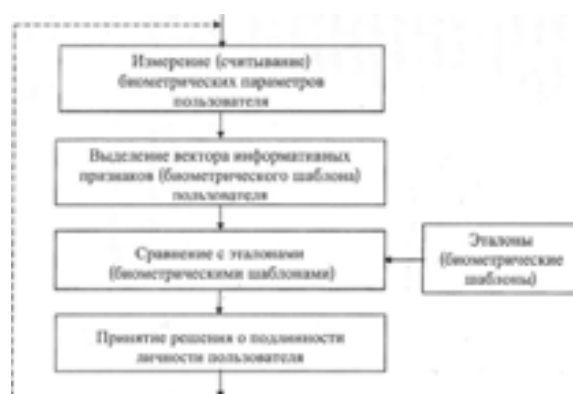 Измерение (считывание)
биометрических параметров
пользователя
Выделение вектора информативных
признаков (биометрического шаблона)
пользователя
Сравнение с эталонами
(биометрическими шаблонами)
Эталоны
(биометрические
шаблоны)
Принятие решения о подлинности
личности пользователя